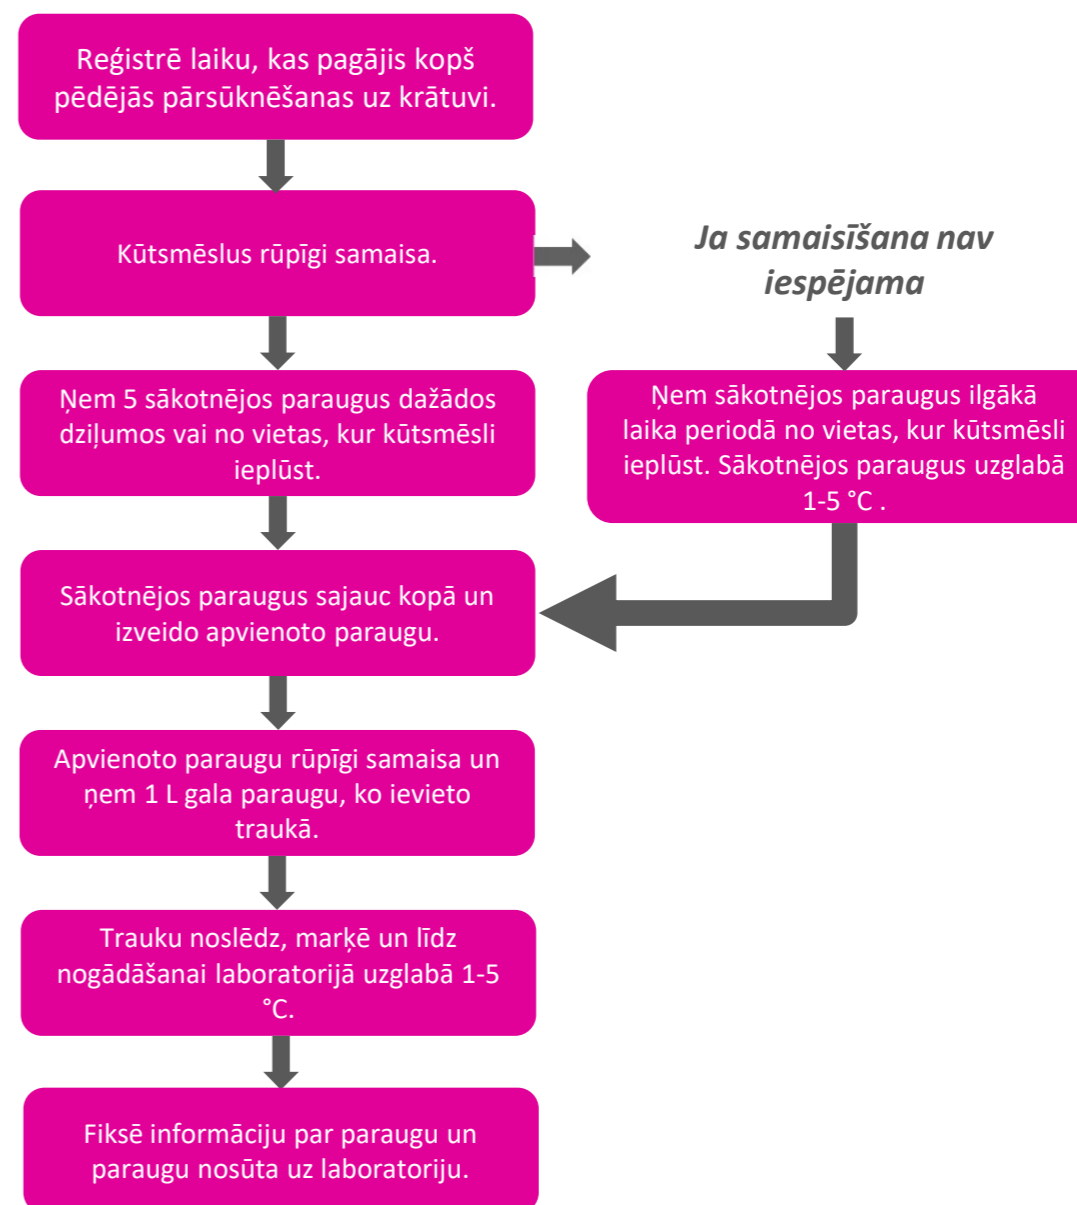 Reģistrē laiku, kas pagājis kopš
pēdējās pārsūknēšanas uz krātuvi.
Kūtsmēslus rūpīgi samaisa.
Ja samaisīšana nav
iespējama
Ņem 5 sākotnējos paraugus dažādos
dziļumos vai no vietas, kur kūtsmēsli
ieplūst.
Ņem sākotnējos paraugus ilgākā
laika periodā no vietas, kur kūtsmēsli
ieplūst. Sākotnējos paraugus uzglabā
1-5 °C .
Sākotnējos paraugus sajauc kopā un
izveido apvienoto paraugu.
Apvienoto paraugu rūpīgi samaisa un
ņem 1 L gala paraugu, ko ievieto
traukā.
Trauku noslēdz, marķē un līdz
nogādāšanai laboratorijā uzglabā 1-5
°C.
Fiksē informāciju par paraugu un
paraugu nosūta uz laboratoriju.